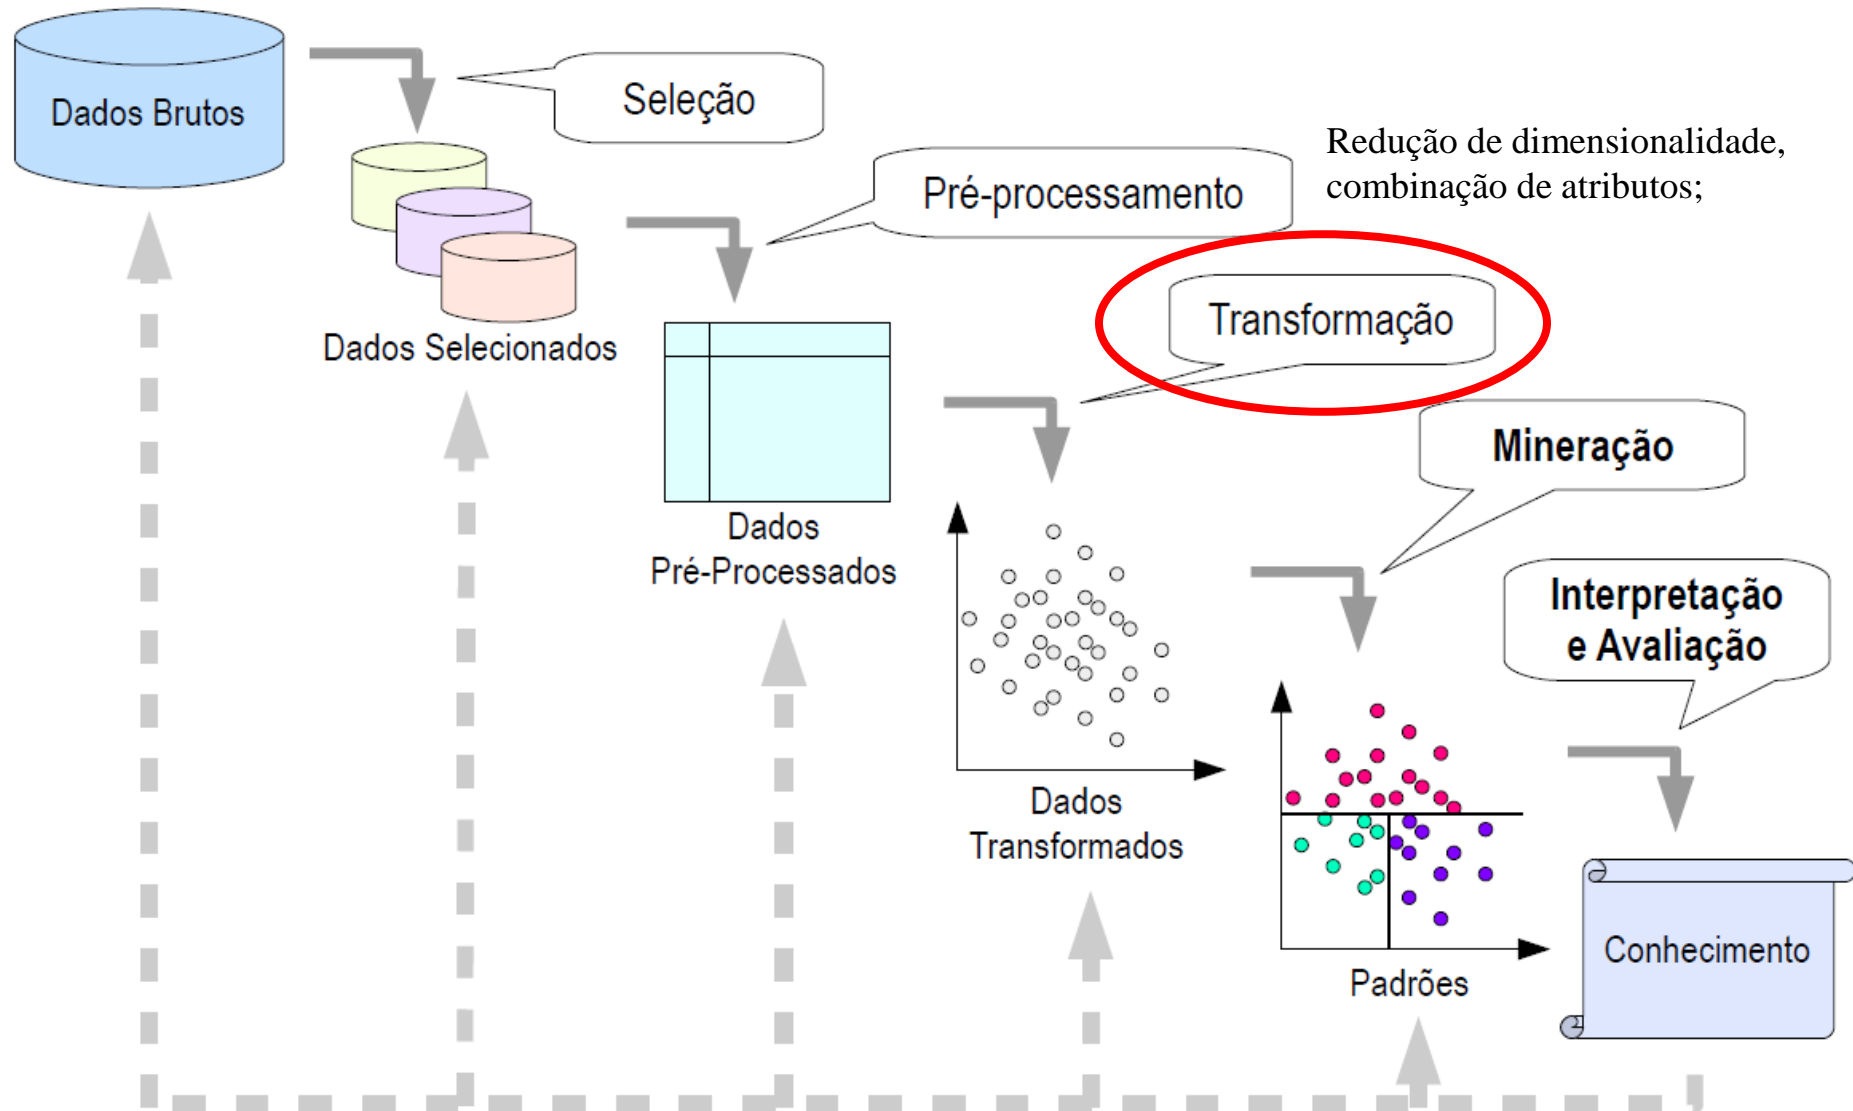 Dados Brutos
Seleção
Dados Selecionados
Pré-processamento
Redução de dimensionalidade,
combinação de atributos;
Dados
Pré-Processados
Transformação
Dados
Transformados
Mineração
Padrões
Interpretação
e Avaliação
Conhecimento